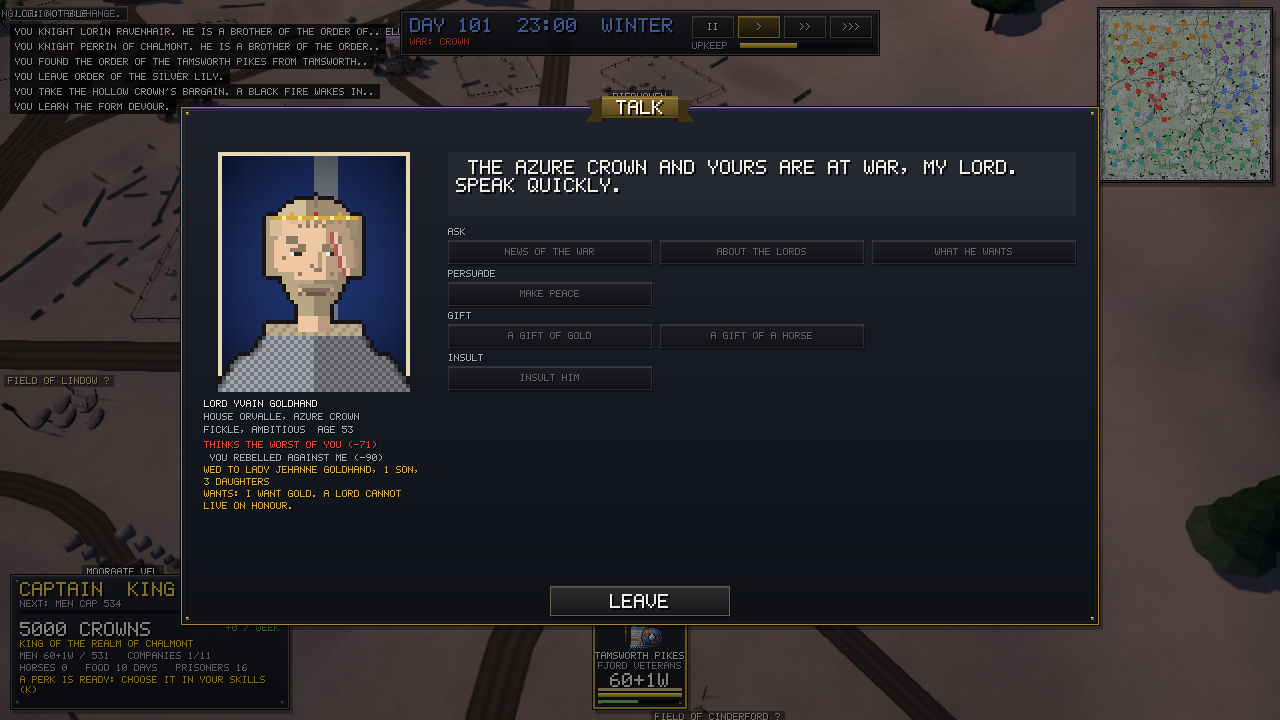 DAY 101 23:00 WINTER
WAR: CROWN
II
>
>>
>>>
UPKEEP
YOU KNIGHT LORIN RAVENHAIR. HE IS A BROTHER OF THE ORDER OF..
YOU KNIGHT PERRIN OF CHALMONT. HE IS A BROTHER OF THE ORDER..
YOU FOUND THE ORDER OF THE TAMSWORTH PIKES FROM TAMSWORTH..
YOU LEAVE ORDER OF THE SILVER LILY.
YOU TAKE THE HOLLOW CROWN'S BARGAIN. A BLACK FIRE WAKES IN..
YOU LEARN THE FORM DEVOUR.
TALK
THE AZURE CROWN AND YOURS ARE AT WAR, MY LORD.
SPEAK QUICKLY.
ASK
NEWS OF THE WAR
ABOUT THE LORDS
WHAT HE WANTS
PERSUADE
MAKE PEACE
GIFT
A GIFT OF GOLD
A GIFT OF A HORSE
INSULT
INSULT HIM
LORD YVAIN GOLDHAND
HOUSE ORVALLE, AZURE CROWN
FICKLE, AMBITIOUS AGE 53
THINKS THE WORST OF YOU (-71)
YOU REBELLED AGAINST ME (-90)
WED TO LADY JEHANNE GOLDHAND, 1 SON,
3 DAUGHTERS
WANTS: I WANT GOLD. A LORD CANNOT
LIVE ON HONOUR.
LEAVE
FIELD OF LINDOW ?
CAPTAIN KING
NEXT: MEN CAP 534
5000 CROWNS
+0 / WEEK
KING OF THE REALM OF CHALMONT
MEN 60+1W / 531 COMPANIES 1/11
HORSES 0 FOOD 10 DAYS PRISONERS 16
A PERK IS READY: CHOOSE IT IN YOUR SKILLS
(K)
TAMSWORTH PIKES
FJORD VETERANS
60+1W
FIELD OF CINDERFORD ?